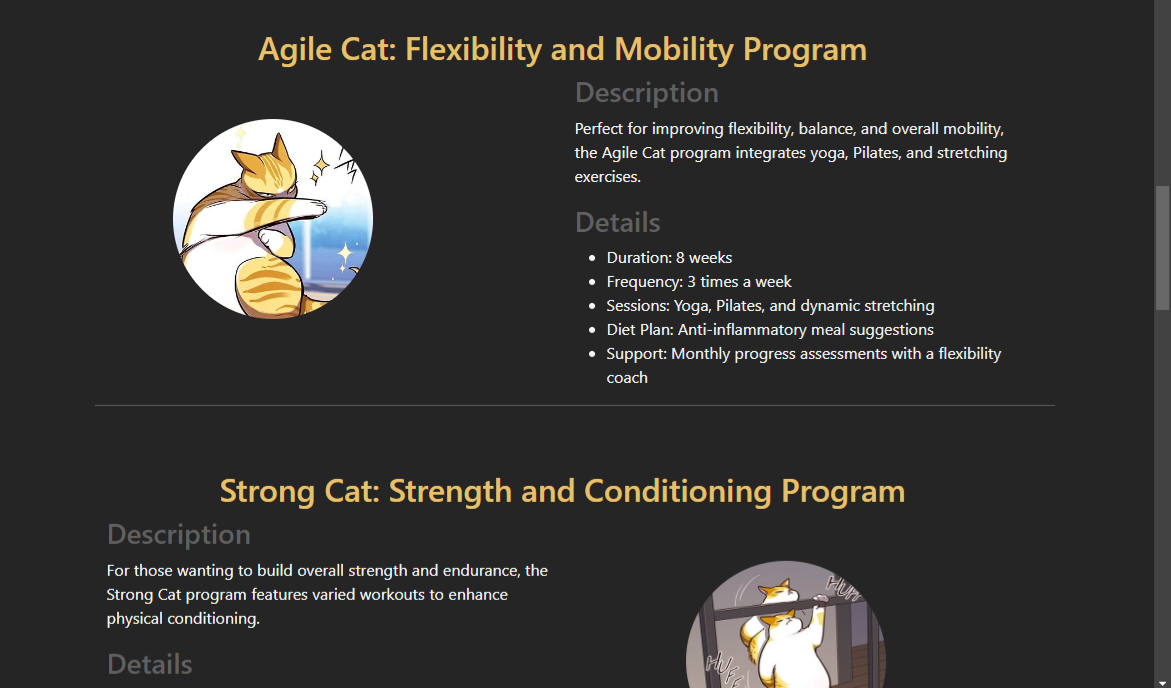 Agile Cat: Flexibility and Mobility Program
Description
Perfect for improving flexibility, balance, and overall mobility,
the Agile Cat program integrates yoga, Pilates, and stretching
exercises.
Details
• Duration: 8 weeks
• Frequency: 3 times a week
• Sessions: Yoga, Pilates, and dynamic stretching
• Diet Plan: Anti-inflammatory meal suggestions
• Support: Monthly progress assessments with a flexibility
coach
Strong Cat: Strength and Conditioning Program
Description
For those wanting to build overall strength and endurance, the
Strong Cat program features varied workouts to enhance
physical conditioning.
HUFF
HUFF
Details